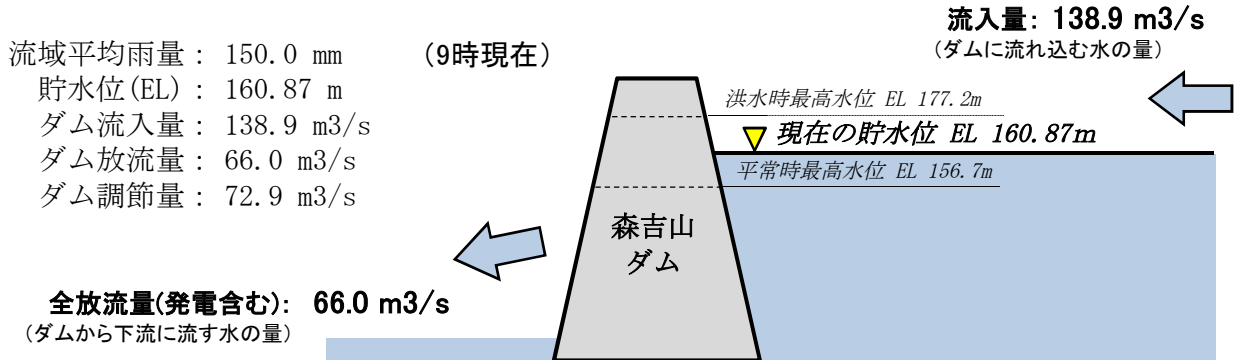 流入量: 138.9 m3/s
(ダムに流れ込む水の量)
流域平均雨量 : 150.0 mm (9時現在)
貯水位(EL) : 160.87 m
ダム流入量 : 138.9 m3/s
ダム放流量 : 66.0 m3/s
ダム調節量 : 72.9 m3/s
洪水時最高水位 EL 177.2m
現在の貯水位 EL 160.87m
平常時最高水位 EL 156.7m
森吉山
ダム
全放流量(発電含む): 66.0 m3/s
(ダムから下流に流す水の量)